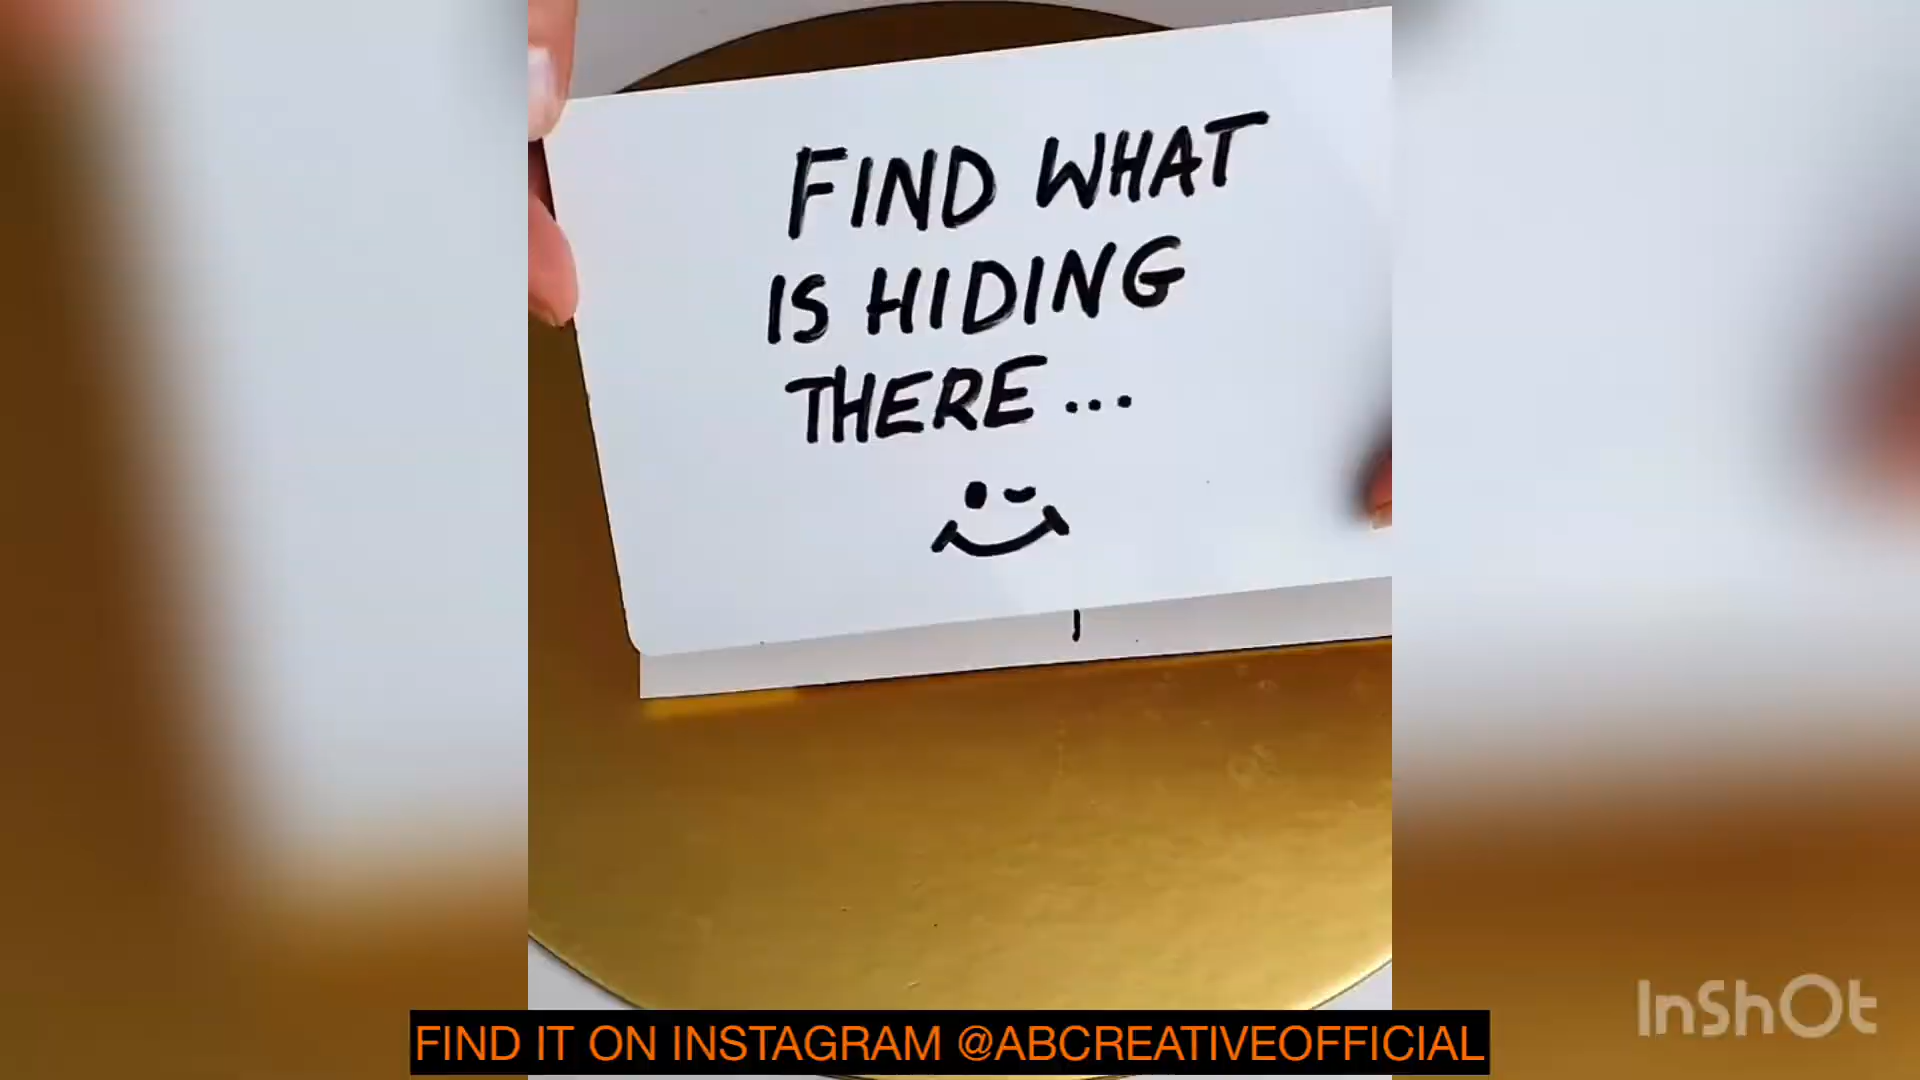 FIND WHAT
IS HIDING
THERE...
FIND IT ON INSTAGRAM @ABCREATIVEOFFICIAL
InShOt